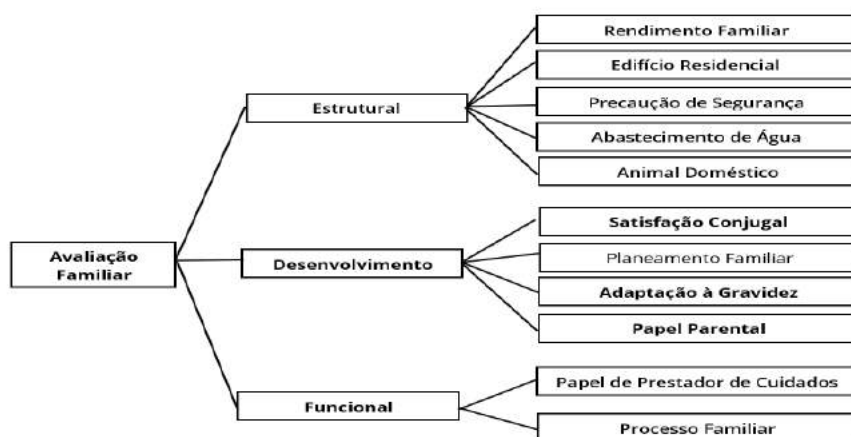 Avaliação
Familiar
Estrutural
Rendimento Familiar
Edifício Residencial
Precaução de Segurança
Abastecimento de Água
Animal Doméstico
Desenvolvimento
Satisfação Conjugal
Planeamento Familiar
Adaptação à Gravidez
Papel Parental
Funcional
Papel de Prestador de Cuidados
Processo Familiar